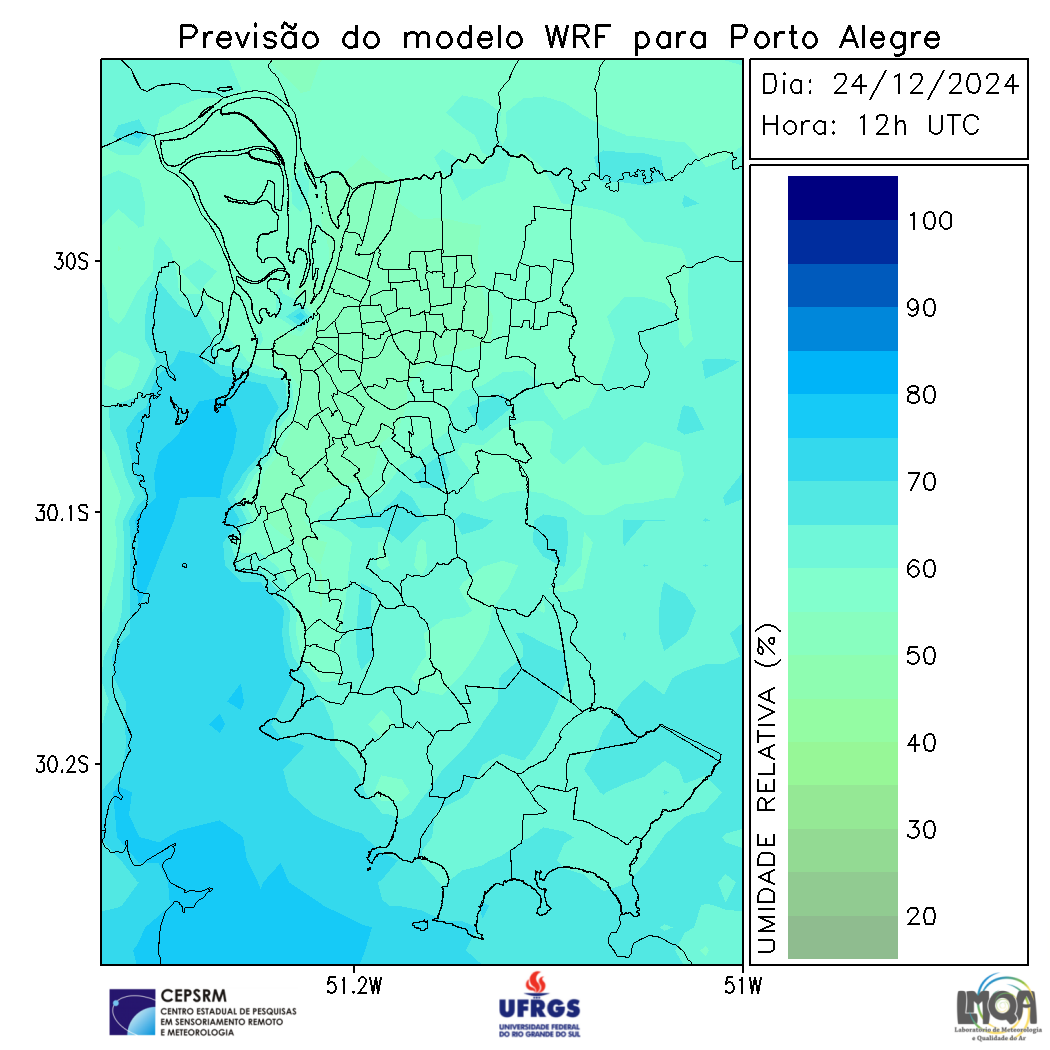 Previsão do modelo WRF para Porto Alegre
Dia: 24/12/2024
Hora: 12h UTC
100
90
80
70
60
50
40
30
20
UMIDADE RELATIVA (%)
30S
30.1S
30.2S
51.2W
51W
CEPSRM
CENTRO ESTADUAL DE PESQUISAS
EM SENSORIAMENTO REMOTO
E METEOROLOGIA
UFRGS
UNIVERSIDADE FEDERAL
DO RIO GRANDE DO SUL
LMQA
Laboratório de Meteorologia
e Qualidade do Ar